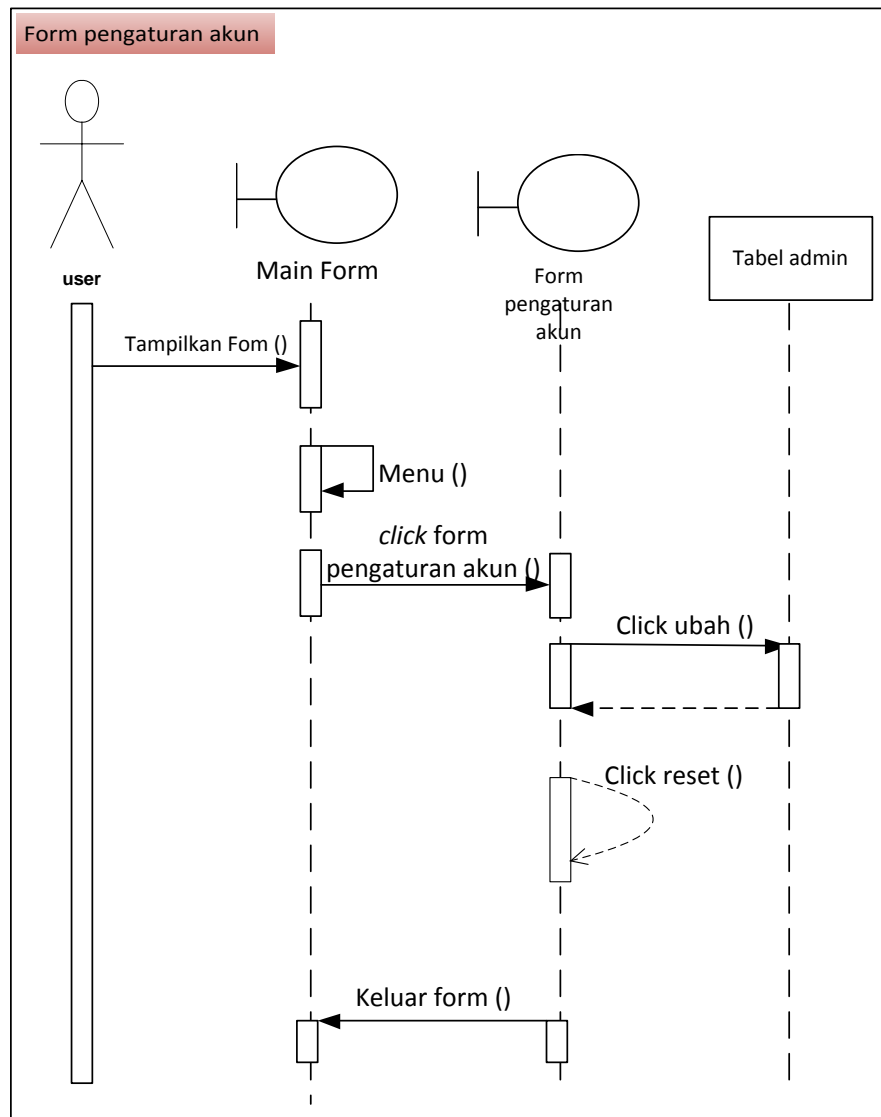 Form pengaturan akun
user
Main Form
Form
pengaturan
akun
Tabel admin
Tampilkan Fom ()
Menu ()
click form
pengaturan akun ()
Click ubah ()
Click reset ()
Keluar form ()